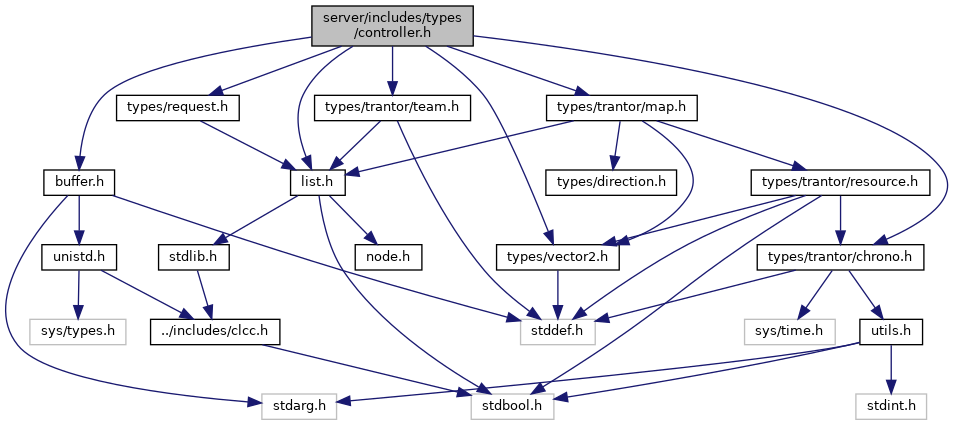 server/includes/types
/controller.h
types/request.h
types/trantor/team.h
types/trantor/map.h
buffer.h
list.h
types/direction.h
types/trantor/resource.h
unistd.h
stdlib.h
node.h
types/vector2.h
types/trantor/chrono.h
sys/types.h
../includes/clcc.h
stddef.h
sys/time.h
utils.h
stdarg.h
stdbool.h
stdint.h